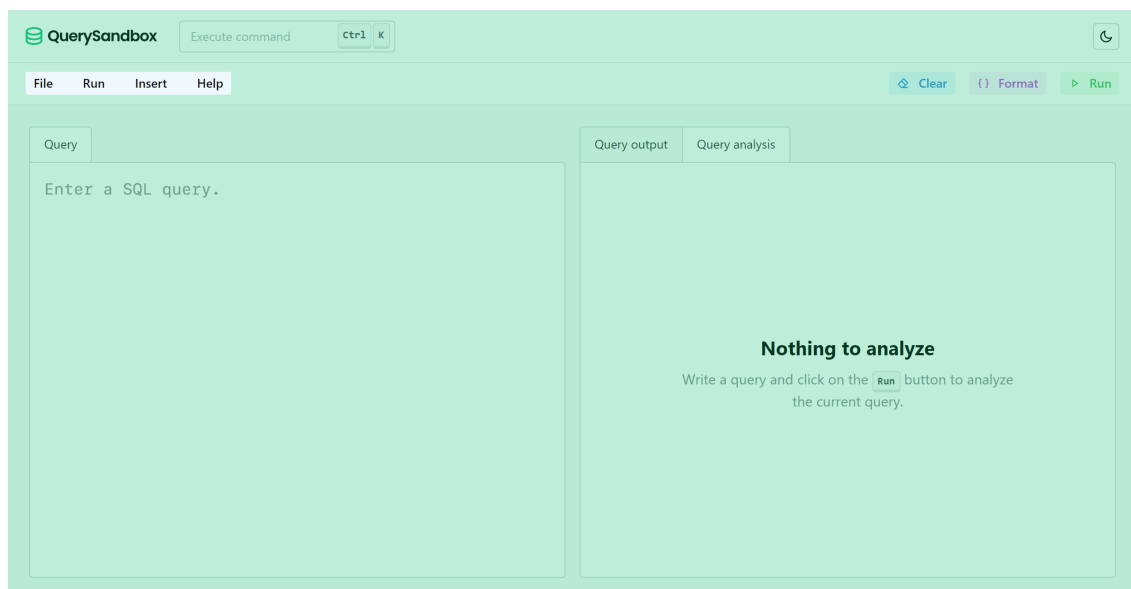 QuerySandbox
Execute command Ctrl K
File Run Insert Help
Clear {} Format Run
Query
Query output Query analysis
Enter a SQL query.
Nothing to analyze
Write a query and click on the Run button to analyze
the current query.